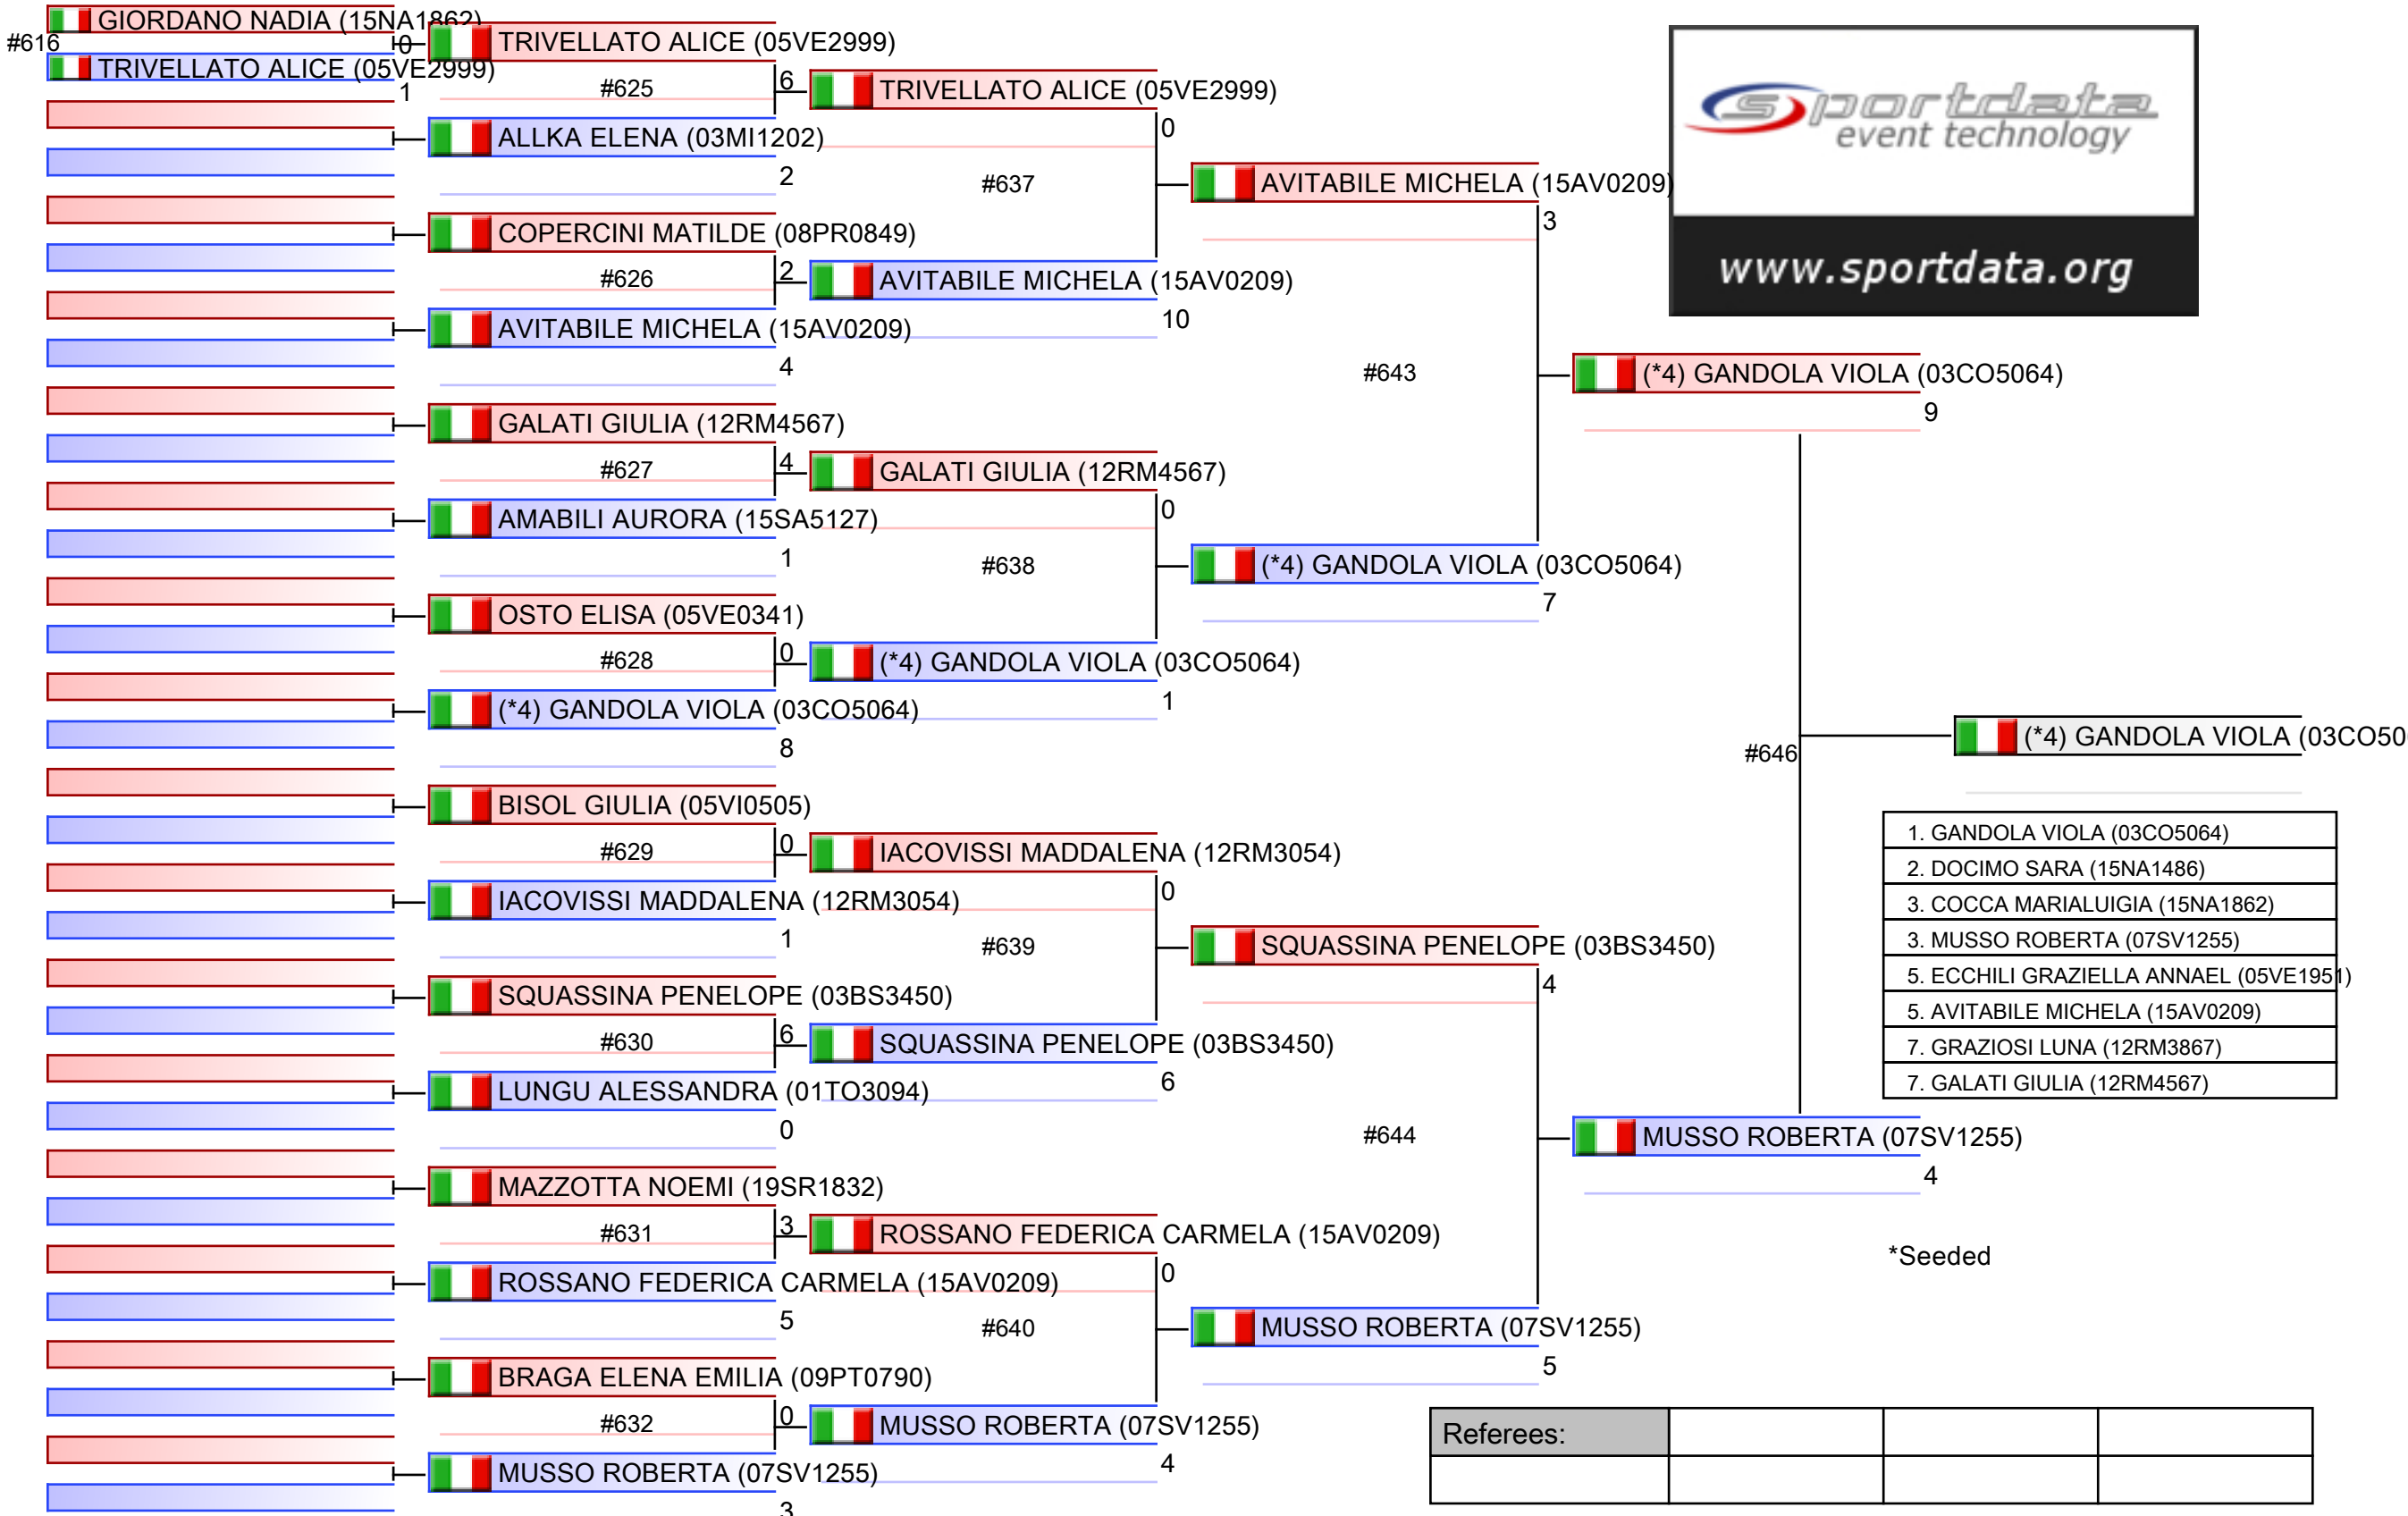 GIORDANO NADIA (15NA1862)
0
#616
TRIVELLATO ALICE (05VE2999)
1
TRIVELLATO ALICE (05VE2999)
6
#625
ALLKA ELENA (03MI1202)
2
COPERCINI MATILDE (08PR0849)
2
#626
AVITABILE MICHELA (15AV0209)
4
GALATI GIULIA (12RM4567)
4
#627
AMABILI AURORA (15SA5127)
1
OSTO ELISA (05VE0341)
0
#628
(*4) GANDOLA VIOLA (03CO5064)
8
BISOL GIULIA (05VI0505)
0
#629
IACOVISSI MADDALENA (12RM3054)
1
SQUASSINA PENELOPE (03BS3450)
6
#630
LUNGU ALESSANDRA (01TO3094)
0
MAZZOTTA NOEMI (19SR1832)
3
#631
ROSSANO FEDERICA CARMELA (15AV0209)
5
BRAGA ELENA EMILIA (09PT0790)
0
#632
MUSSO ROBERTA (07SV1255)
3
TRIVELLATO ALICE (05VE2999)
0
#637
AVITABILE MICHELA (15AV0209)
10
GALATI GIULIA (12RM4567)
0
#638
(*4) GANDOLA VIOLA (03CO5064)
1
IACOVISSI MADDALENA (12RM3054)
0
#639
SQUASSINA PENELOPE (03BS3450)
6
ROSSANO FEDERICA CARMELA (15AV0209)
0
#640
MUSSO ROBERTA (07SV1255)
4
AVITABILE MICHELA (15AV0209)
3
#643
(*4) GANDOLA VIOLA (03CO5064)
7
SQUASSINA PENELOPE (03BS3450)
4
#644
MUSSO ROBERTA (07SV1255)
5
(*4) GANDOLA VIOLA (03CO5064)
9
#646
MUSSO ROBERTA (07SV1255)
4
(*4) GANDOLA VIOLA (03CO50
sportdata
event technology
www.sportdata.org
1. GANDOLA VIOLA (03CO5064)
2. DOCIMO SARA (15NA1486)
3. COCCA MARIALUIGIA (15NA1862)
3. MUSSO ROBERTA (07SV1255)
5. ECCHILI GRAZIELLA ANNAEL (05VE1951)
5. AVITABILE MICHELA (15AV0209)
7. GRAZIOSI LUNA (12RM3867)
7. GALATI GIULIA (12RM4567)
*Seeded
Referees: